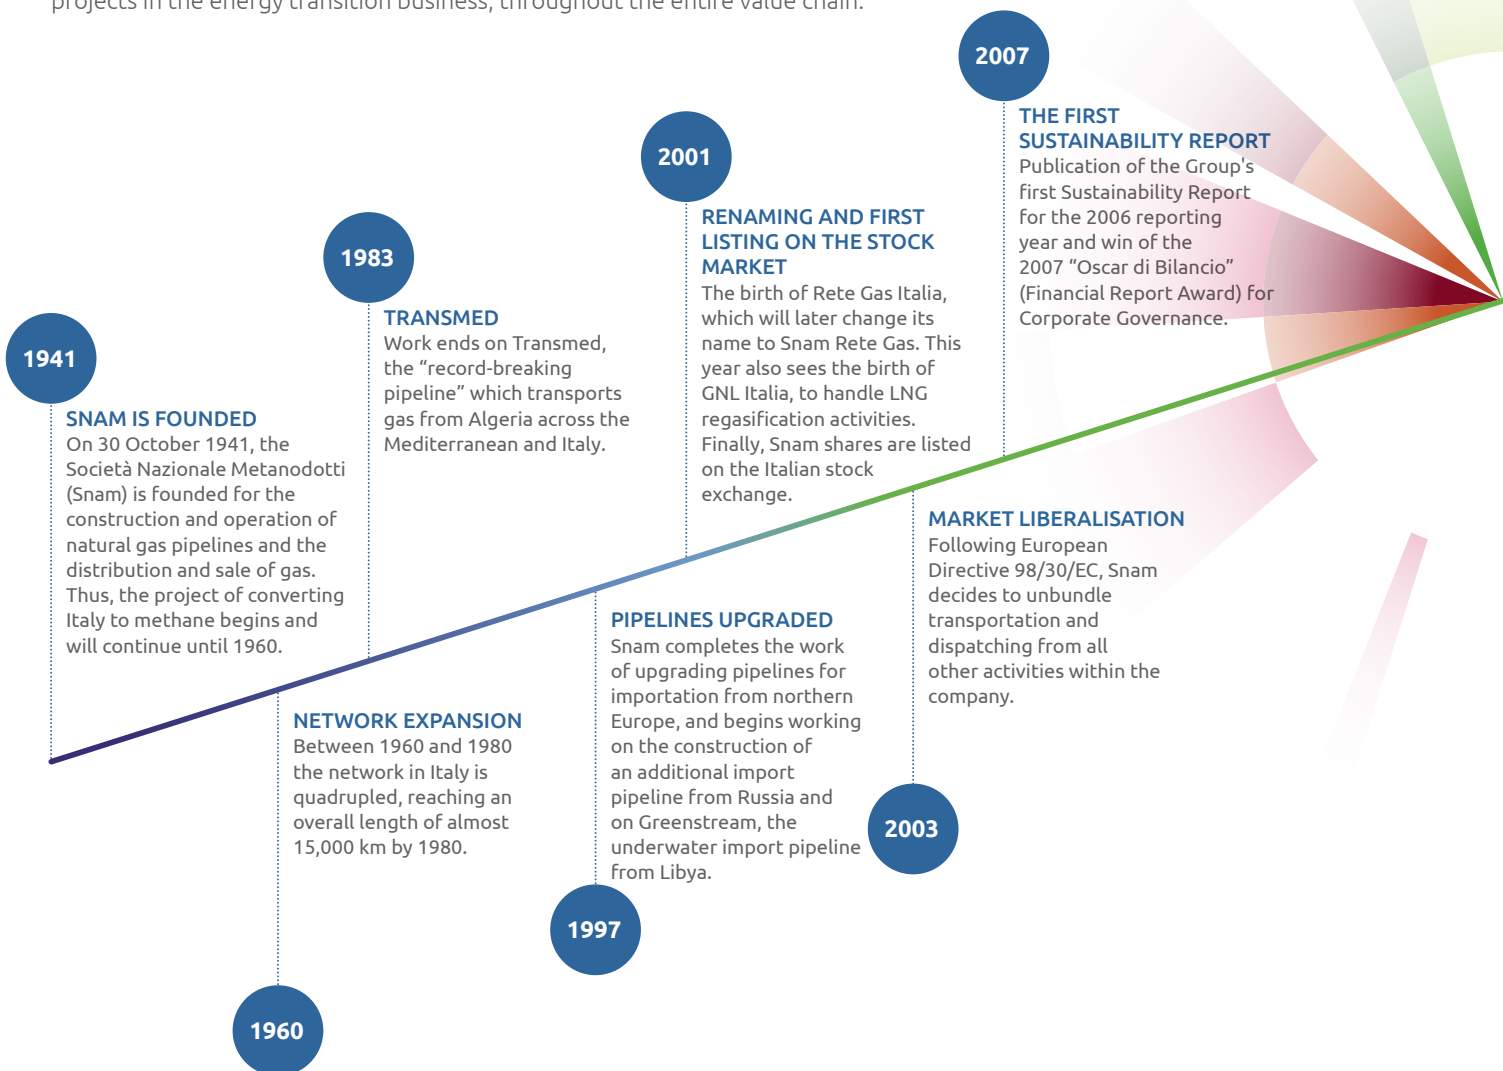 projects in the energy transition business, throughout the entire value chain.
1941
SNAM IS FOUNDED
On 30 October 1941, the
Società Nazionale Metanodotti
(Snam) is founded for the
construction and operation of
natural gas pipelines and the
distribution and sale of gas.
Thus, the project of converting
Italy to methane begins and
will continue until 1960.
1960
NETWORK EXPANSION
Between 1960 and 1980
the network in Italy is
quadrupled, reaching an
overall length of almost
15,000 km by 1980.
1983
TRANSMED
Work ends on Transmed,
the “record-breaking
pipeline” which transports
gas from Algeria across the
Mediterranean and Italy.
1997
PIPELINES UPGRADED
Snam completes the work
of upgrading pipelines for
importation from northern
Europe, and begins working
on the construction of
an additional import
pipeline from Russia and
on Greenstream, the
underwater import pipeline
from Libya.
2001
RENAMING AND FIRST
LISTING ON THE STOCK
MARKET
The birth of Rete Gas Italia,
which will later change its
name to Snam Rete Gas. This
year also sees the birth of
GNL Italia, to handle LNG
regasification activities.
Finally, Snam shares are listed
on the Italian stock
exchange.
2003
MARKET LIBERALISATION
Following European
Directive 98/30/EC, Snam
decides to unbundle
transportation and
dispatching from all
other activities within the
company.
2007
THE FIRST
SUSTAINABILITY REPORT
Publication of the Group's
first Sustainability Report
for the 2006 reporting
year and win of the
2007 “Oscar di Bilancio”
(Financial Report Award) for
Corporate Governance.